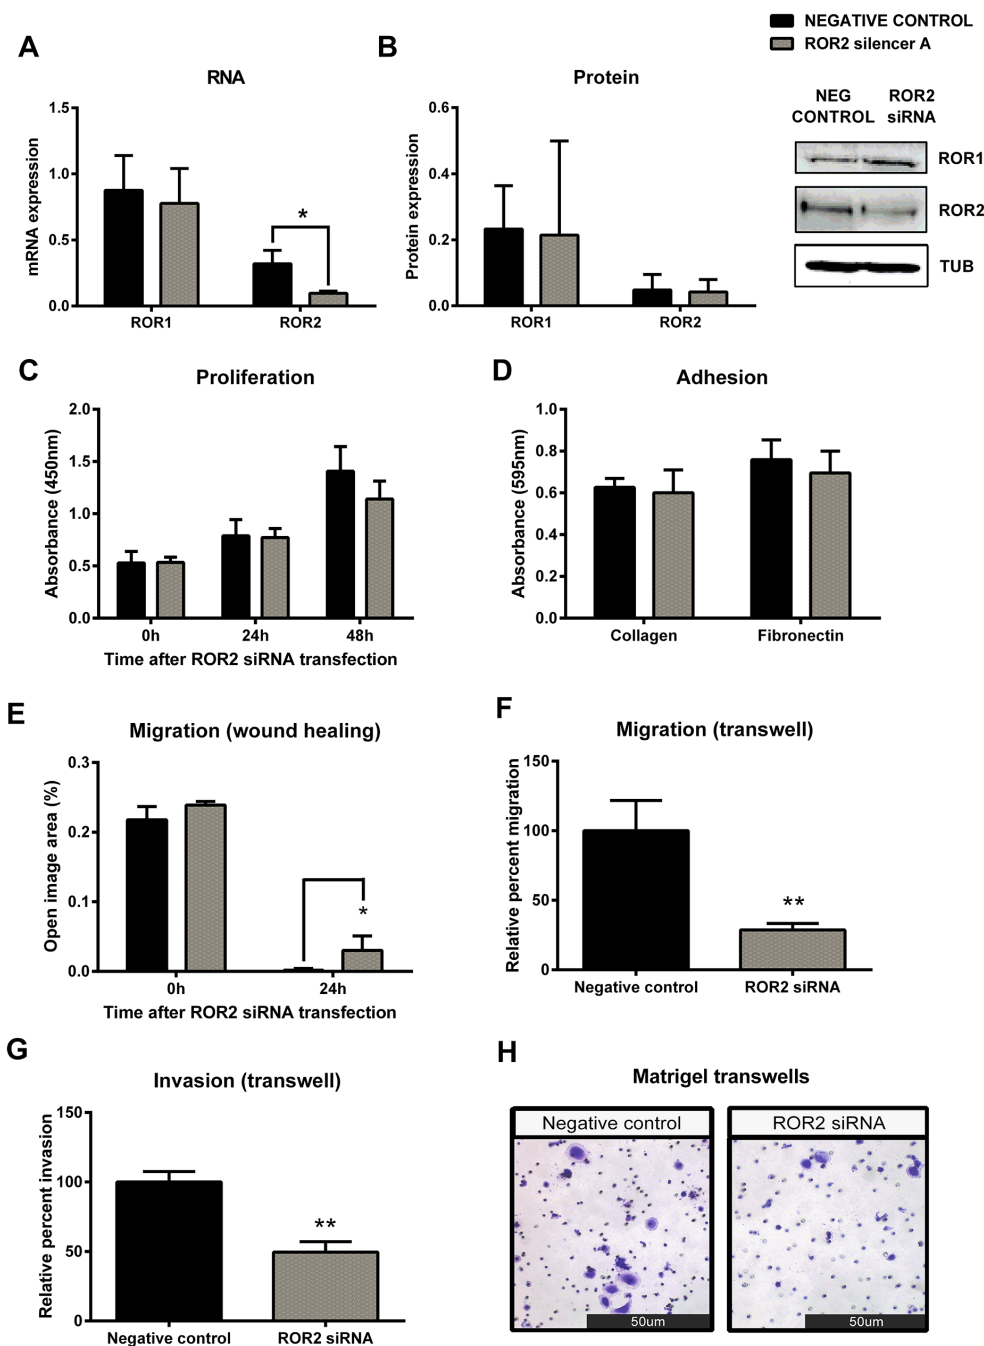 NEGATIVE CONTROL
ROR2 silencer A
A
RNA
mRNA expression
1.5
1.0
0.5
0.0
*
ROR1
ROR2
B
Protein
Protein expression
0.6
0.4
0.2
0.0
ROR1
ROR2
NEG CONTROL
ROR2 siRNA
ROR1
ROR2
TUB
C
Proliferation
Absorbance (450nm)
2.0
1.5
1.0
0.5
0.0
0h
24h
48h
Time after ROR2 siRNA transfection
D
Adhesion
Absorbance (595nm)
1.0
0.8
0.6
0.4
0.2
0.0
Collagen
Fibronectin
E
Migration (wound healing)
Open image area (%)
0.3
0.2
0.1
0.0
*
0h
24h
Time after ROR2 siRNA transfection
F
Migration (transwell)
Relative percent migration
150
100
50
0
**
Negative control
ROR2 siRNA
G
Invasion (transwell)
Relative percent invasion
150
100
50
0
**
Negative control
ROR2 siRNA
H
Matrigel transwells
Negative control
ROR2 siRNA
50um
50um